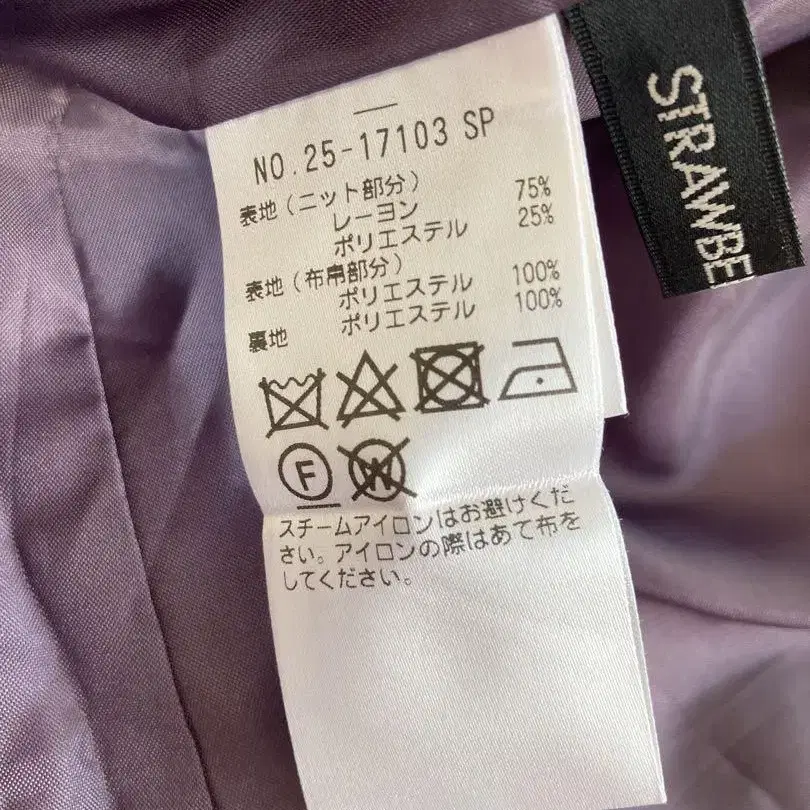 NO.25-17103 SP
表地(ニット部分)
レーヨン 75%
ポリエステル 25%
表地(布帛部分)
ポリエステル 100%
裏地 ポリエステル 100%
F
W
スチームアイロンはお避けくだ
さい。アイロンの際はあて布を
してください。
STRAWBE